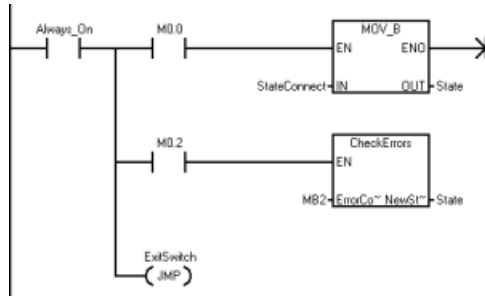 Always_On
M0.0
MOV_B
EN
ENO
StateConnect
IN
OUT
State
M0.2
CheckErrors
EN
MB2
ErrorCo~
NewSt~
State
ExitSwitch
JMP